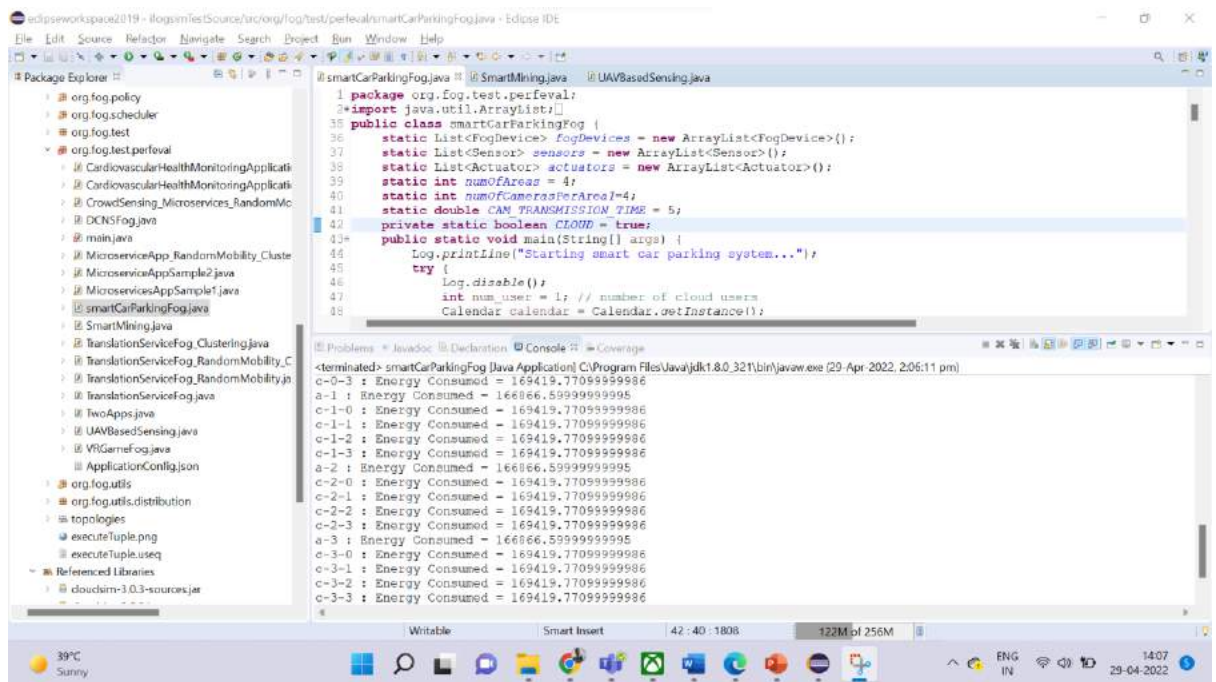 eclipseworkspace2019 - ifogsimTestSource/src/org/fog/test/perfeval/smartCarParkingFog.java - Eclipse IDE
File Edit Source Refactor Navigate Search Project Run Window Help
Package Explorer
org.fog.policy
org.fog.scheduler
org.fog.test
org.fog.test.perfeval
CardiovascularHealthMonitoringApplicati
CardiovascularHealthMonitoringApplicati
CrowdSensing_Microservices_RandomMo
DCNSFog.java
main.java
MicroserviceApp_RandomMobility_Cluste
MicroserviceAppSample2.java
MicroservicesAppSample1.java
smartCarParkingFog.java
SmartMining.java
TranslationServiceFog_Clustering.java
TranslationServiceFog_RandomMobility_C
TranslationServiceFog_RandomMobility.ja
TranslationServiceFog.java
TwoApps.java
UAVBasedSensing.java
VRGameFog.java
ApplicationConfig.json
org.fog.utils
org.fog.utils.distribution
topologies
executeTuple.png
executeTuple.useq
Referenced Libraries
cloudsim-3.0.3-sources.jar
smartCarParkingFog.java SmartMining.java UAVBasedSensing.java
1 package org.fog.test.perfeval;
2 import java.util.ArrayList;
35 public class smartCarParkingFog {
36 static List<FogDevice> fogDevices = new ArrayList<FogDevice>();
37 static List<Sensor> sensors = new ArrayList<Sensor>();
38 static List<Actuator> actuators = new ArrayList<Actuator>();
39 static int numOfAreas = 4;
40 static int numOfCamerasPerArea1=4;
41 static double CAM_TRANSMISSION_TIME = 5;
42 private static boolean CLOUD = true;
43 public static void main(String[] args) {
44 Log.printLine("Starting smart car parking system...");
45 try {
46 Log.disable();
47 int num_user = 1; // number of cloud users
48 Calendar calendar = Calendar.getInstance();
Problems Javadoc Declaration Console Coverage
<terminated> smartCarParkingFog [Java Application] C:\Program Files\Java\jdk1.8.0_321\bin\javaw.exe (29-Apr-2022, 2:06:11 pm)
c-0-3 : Energy Consumed = 169419.77099999986
a-1 : Energy Consumed = 166866.59999999995
c-1-0 : Energy Consumed = 169419.77099999986
c-1-1 : Energy Consumed = 169419.77099999986
c-1-2 : Energy Consumed = 169419.77099999986
c-1-3 : Energy Consumed = 169419.77099999986
a-2 : Energy Consumed = 166866.59999999995
c-2-0 : Energy Consumed = 169419.77099999986
c-2-1 : Energy Consumed = 169419.77099999986
c-2-2 : Energy Consumed = 169419.77099999986
c-2-3 : Energy Consumed = 169419.77099999986
a-3 : Energy Consumed = 166866.59999999995
c-3-0 : Energy Consumed = 169419.77099999986
c-3-1 : Energy Consumed = 169419.77099999986
c-3-2 : Energy Consumed = 169419.77099999986
c-3-3 : Energy Consumed = 169419.77099999986
Writable Smart Insert 42 : 40 : 1808 122M of 256M
39°C
Sunny
ENG
IN
14:07
29-04-2022